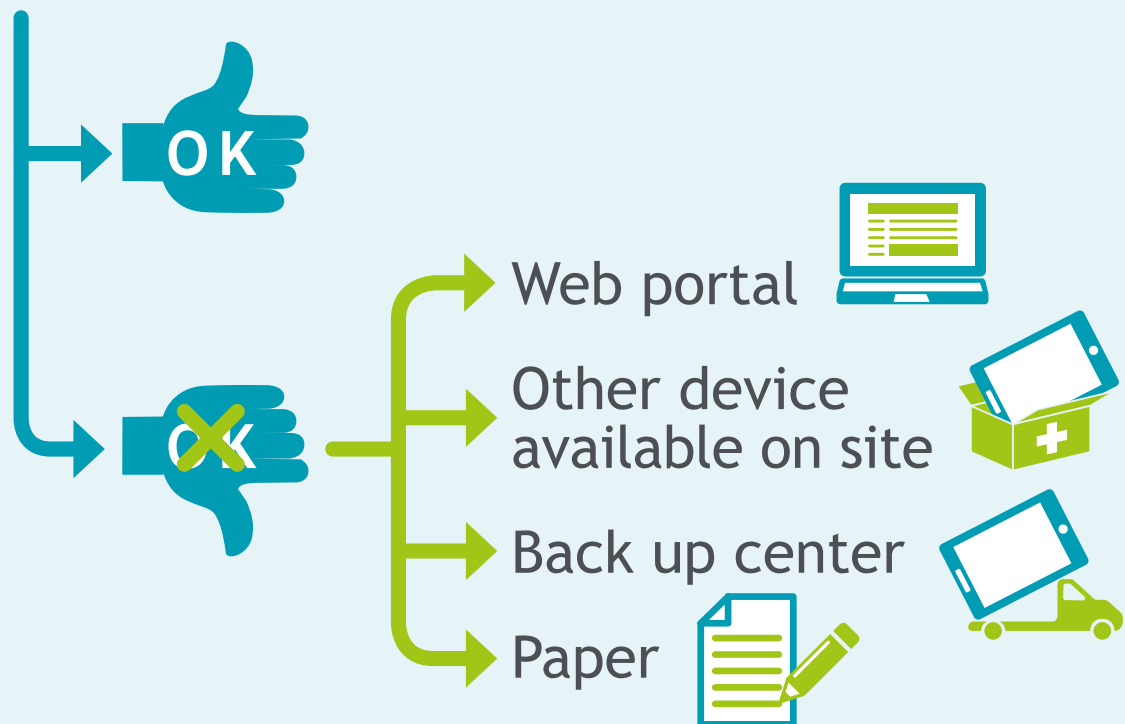 OK
OK
Web portal
Other device
available on site
Back up center
Paper